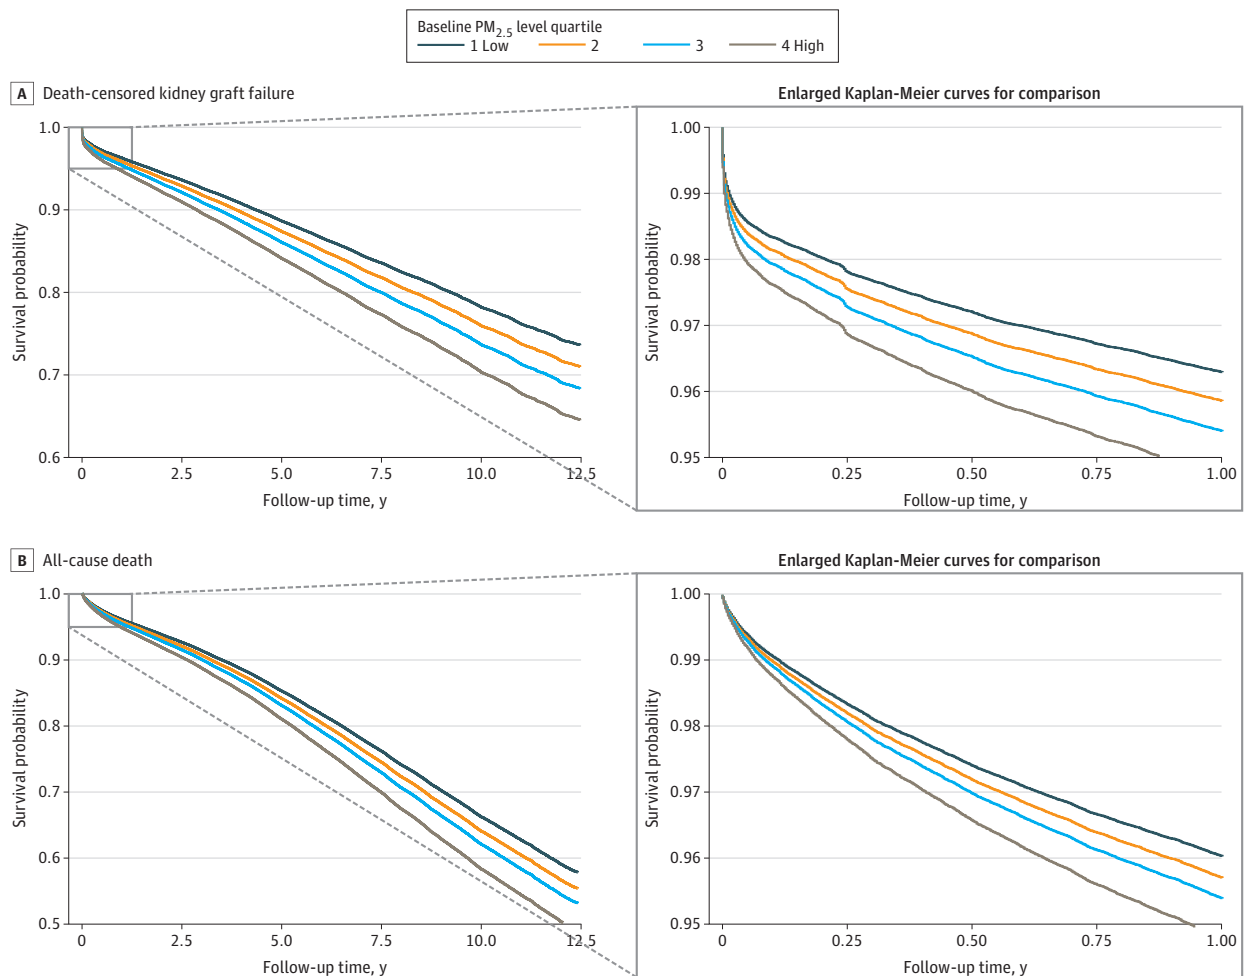 Baseline PM2.5 level quartile
1 Low 2 3 4 High
A Death-censored kidney graft failure
Enlarged Kaplan-Meier curves for comparison
1.0
0.9
0.8
0.7
0.6
Survival probability
0 2.5 5.0 7.5 10.0 12.5
Follow-up time, y
1.00
0.99
0.98
0.97
0.96
0.95
Survival probability
0 0.25 0.50 0.75 1.00
Follow-up time, y
B All-cause death
Enlarged Kaplan-Meier curves for comparison
1.0
0.9
0.8
0.7
0.6
0.5
Survival probability
0 2.5 5.0 7.5 10.0 12.5
Follow-up time, y
1.00
0.99
0.98
0.97
0.96
0.95
Survival probability
0 0.25 0.50 0.75 1.00
Follow-up time, y